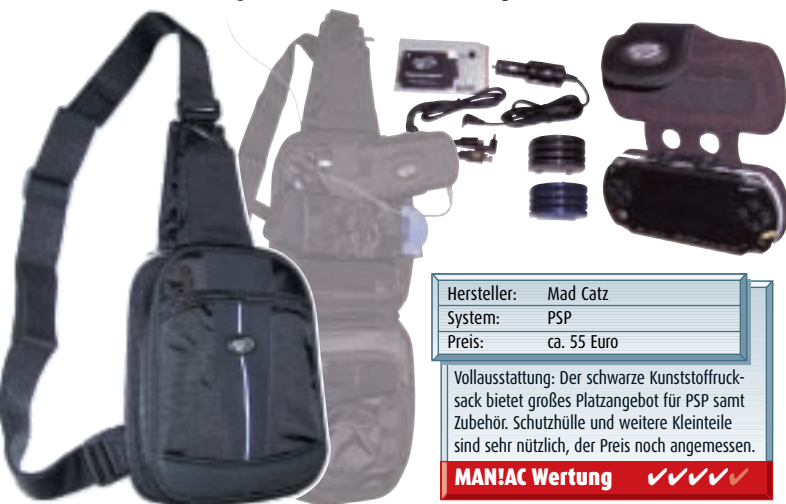 Hersteller: Mad Catz
System: PSP
Preis: ca. 55 Euro
Vollausstattung: Der schwarze Kunststoffruck-
sack bietet großes Platzangebot für PSP samt
Zubehör. Schutzhülle und weitere Kleinteile
sind sehr nützlich, der Preis noch angemessen.
MAN!AC Wertung ✓✓✓✓✓